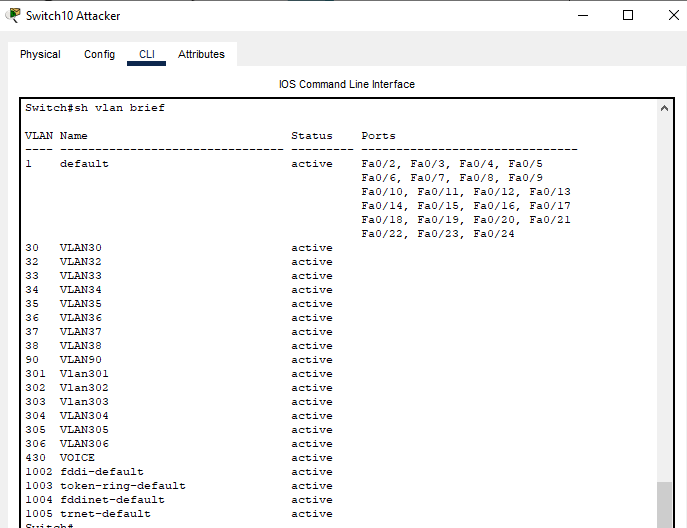 Switch10 Attacker
Physical Config CLI Attributes
IOS Command Line Interface
Switch#sh vlan brief
VLAN Name Status Ports
---- -------------------------------- --------- -------------------------------
1 default active Fa0/2, Fa0/3, Fa0/4, Fa0/5
Fa0/6, Fa0/7, Fa0/8, Fa0/9
Fa0/10, Fa0/11, Fa0/12, Fa0/13
Fa0/14, Fa0/15, Fa0/16, Fa0/17
Fa0/18, Fa0/19, Fa0/20, Fa0/21
Fa0/22, Fa0/23, Fa0/24
30 VLAN30 active
32 VLAN32 active
33 VLAN33 active
34 VLAN34 active
35 VLAN35 active
36 VLAN36 active
37 VLAN37 active
38 VLAN38 active
90 VLAN90 active
301 Vlan301 active
302 Vlan302 active
303 Vlan303 active
304 VLAN304 active
305 VLAN305 active
306 VLAN306 active
430 VOICE active
1002 fddi-default active
1003 token-ring-default active
1004 fddinet-default active
1005 trnet-default active
Switch#